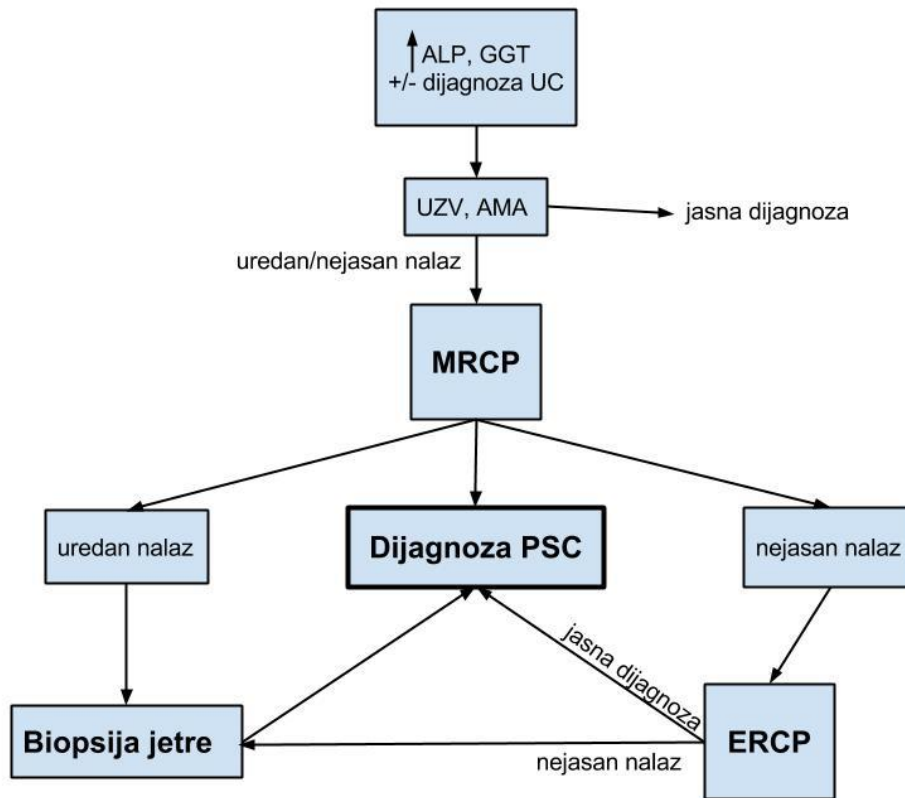 ALP, GGT
+/- dijagnoza UC
UZV, AMA
jasna dijagnoza
uredan/nejasan nalaz
MRCP
uredan nalaz
Dijagnoza PSC
nejasan nalaz
jasna dijagnoza
Biopsija jetre
nejasan nalaz
ERCP